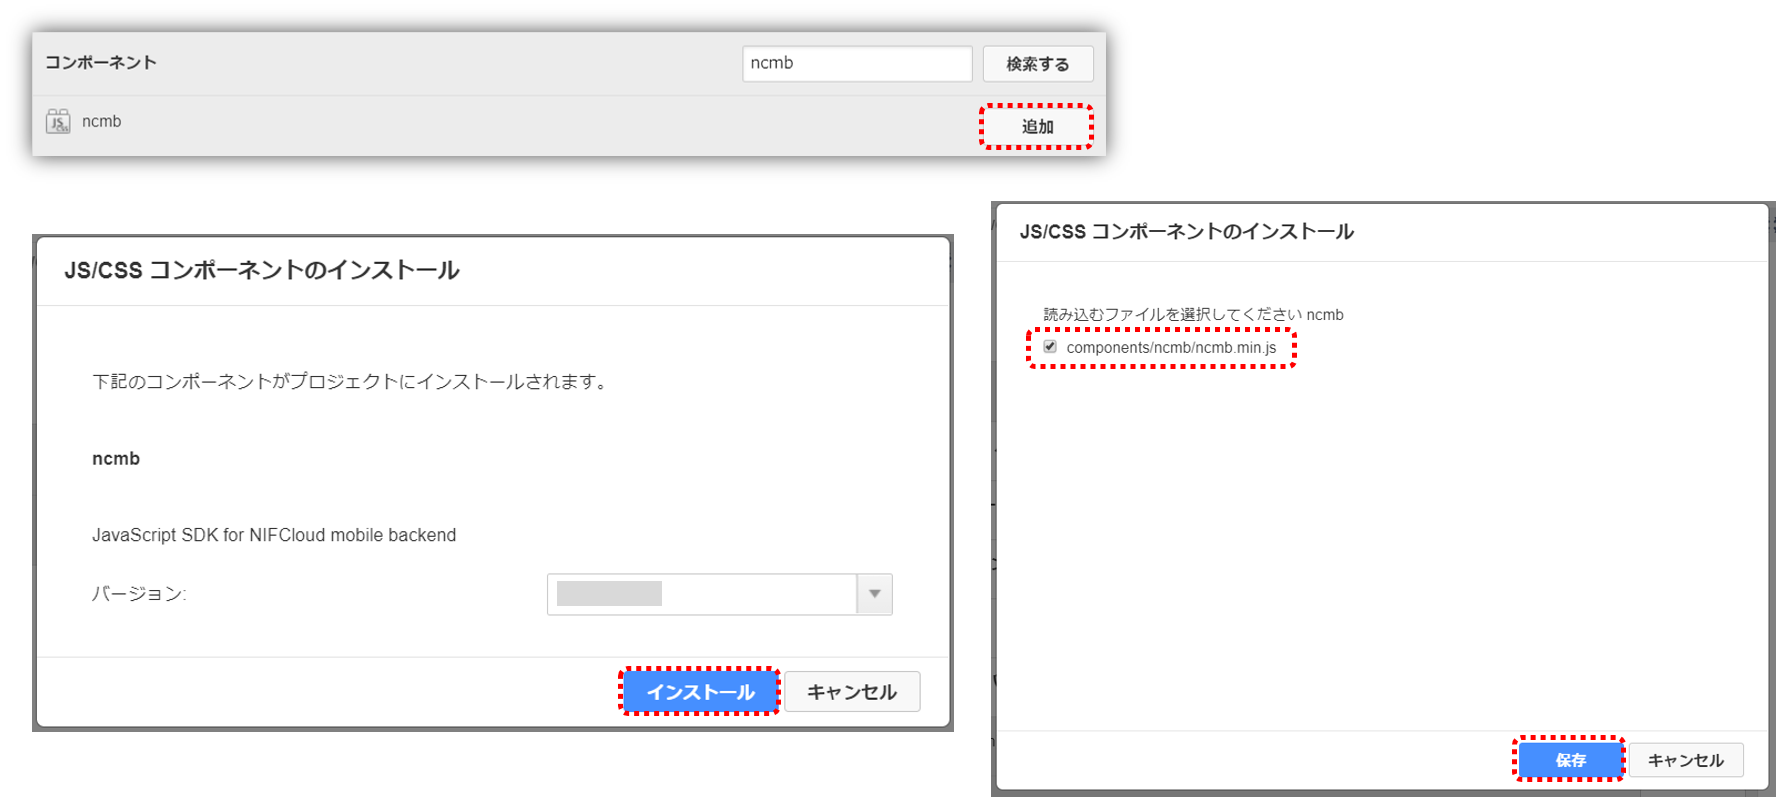 コンポーネント
ncmb
検索する
JS
CSS
ncmb
追加
JS/CSS コンポーネントのインストール
下記のコンポーネントがプロジェクトにインストールされます。
ncmb
JavaScript SDK for NIFCloud mobile backend
バージョン:
インストール
キャンセル
JS/CSS コンポーネントのインストール
読み込むファイルを選択してください ncmb
components/ncmb/ncmb.min.js
保存
キャンセル